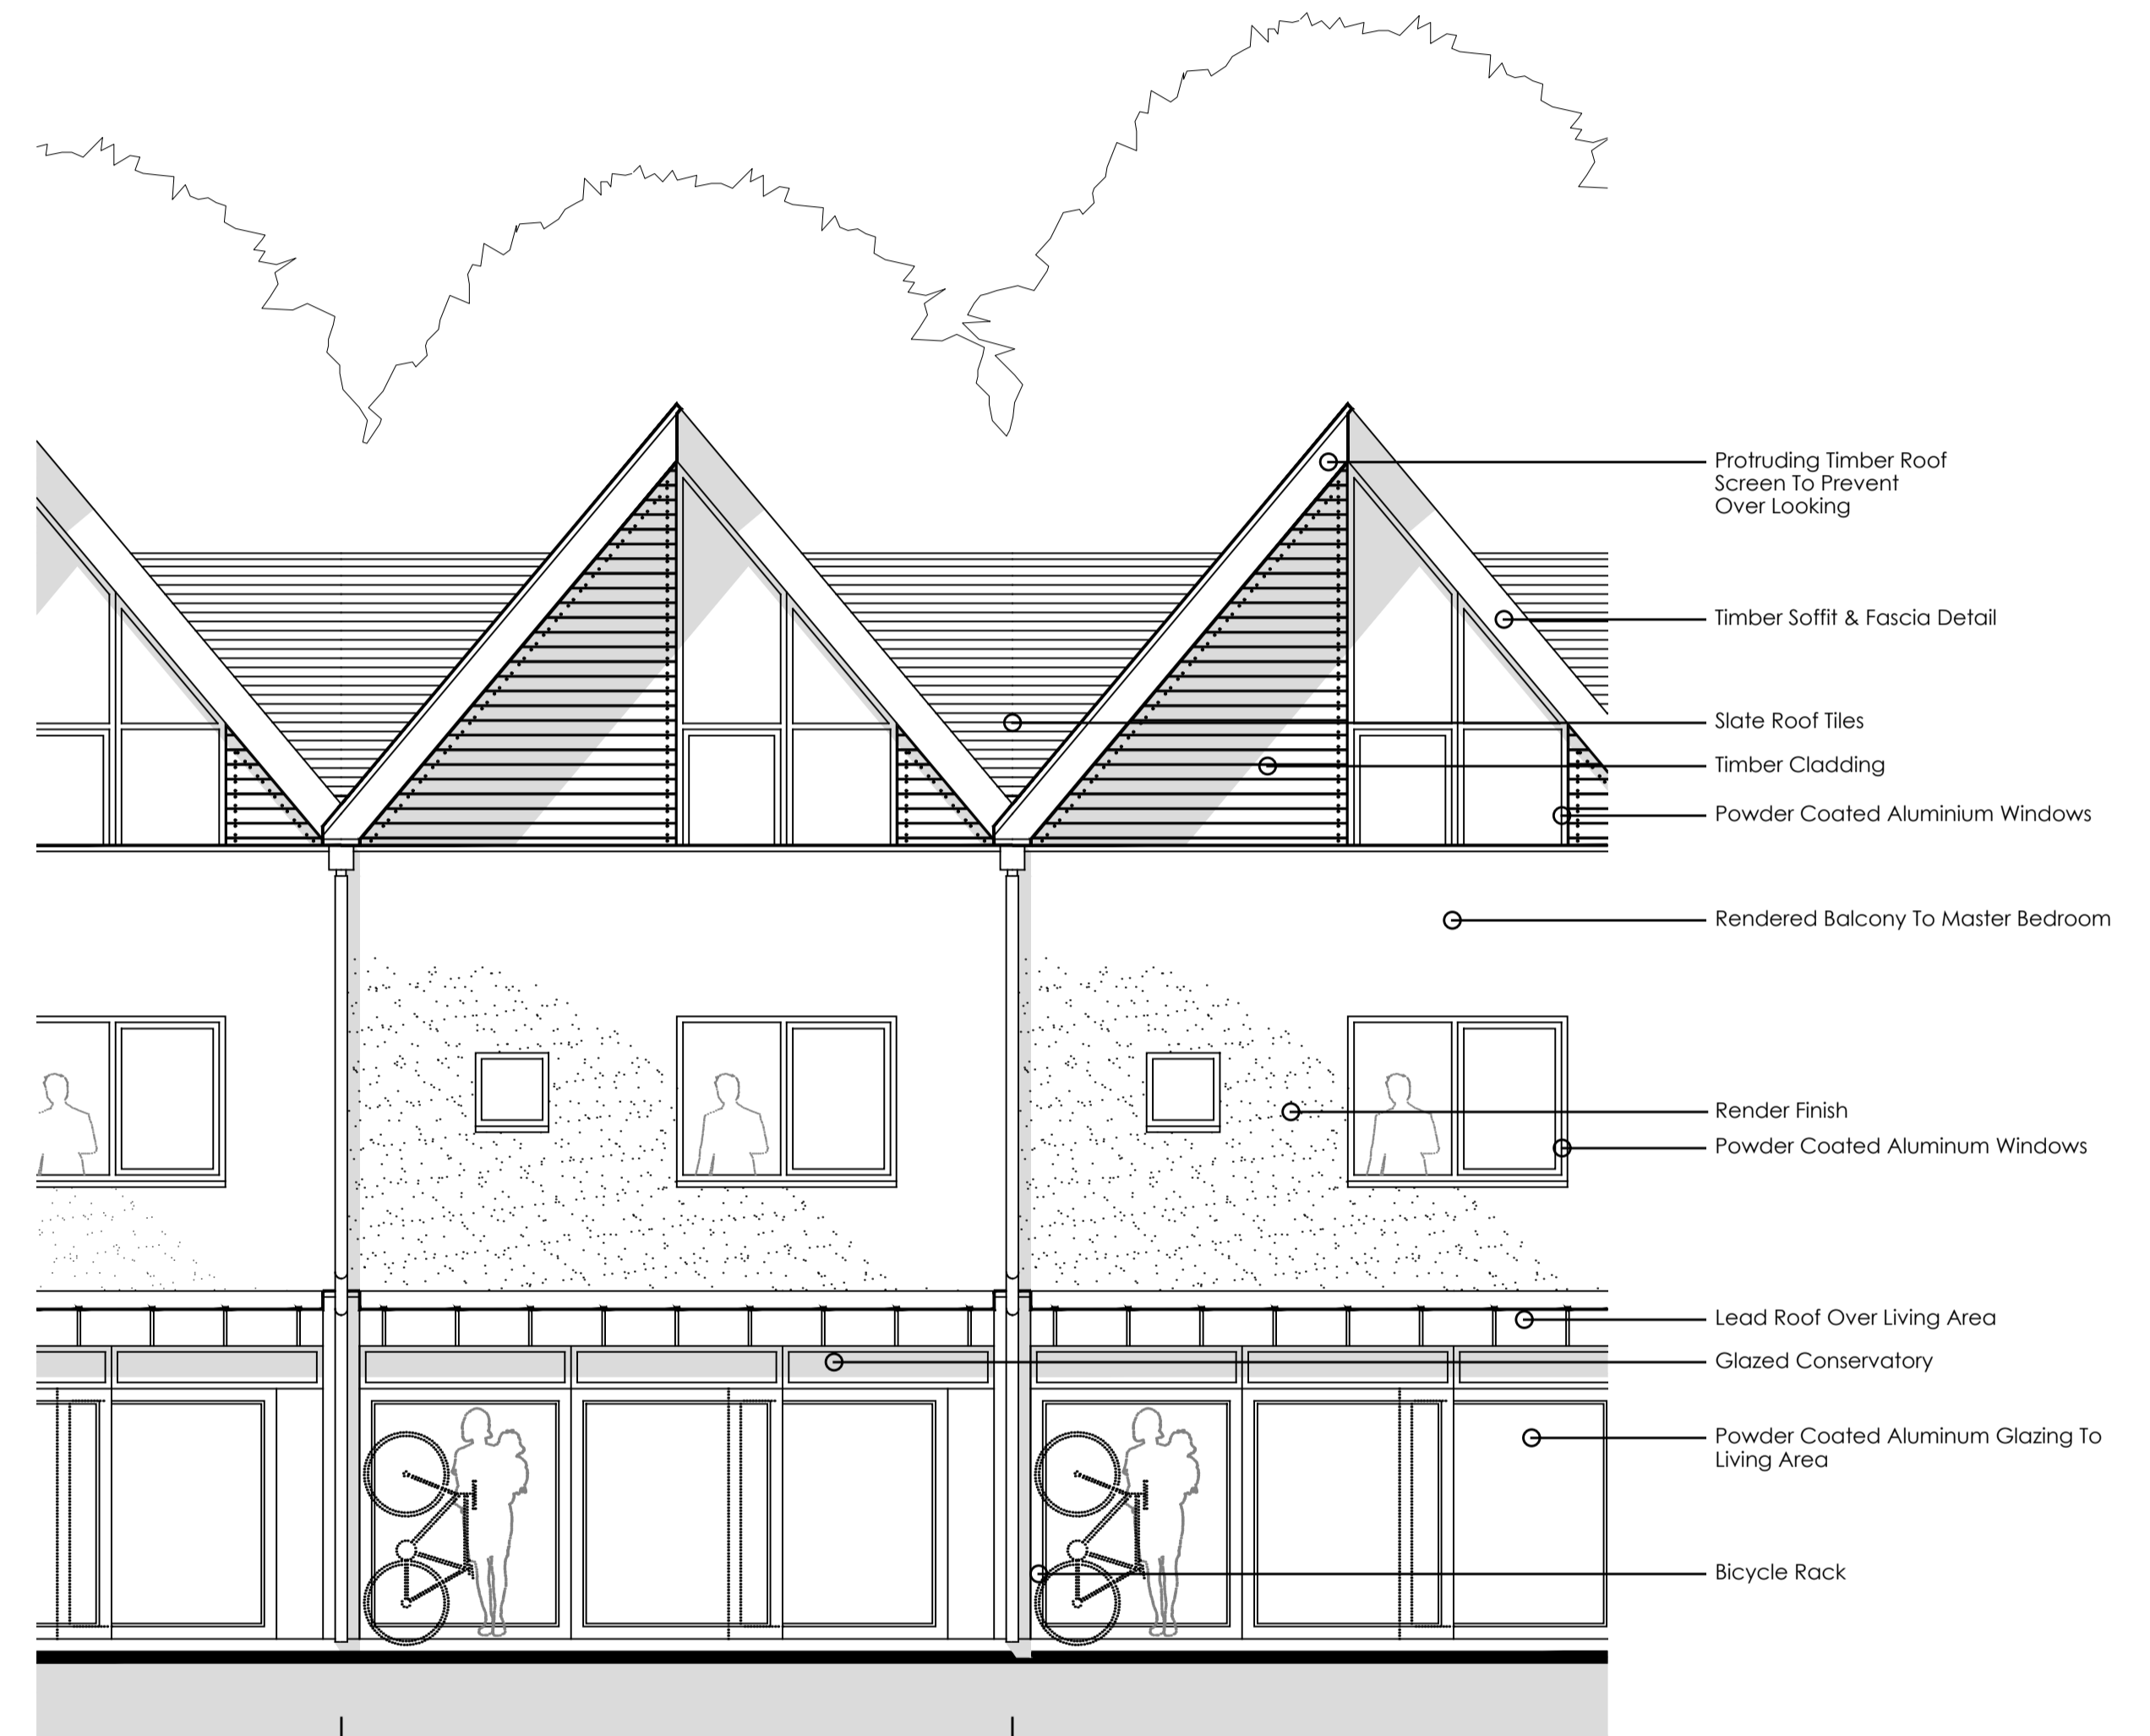 Protruding Timber Roof
Screen To Prevent
Over Looking
Timber Soffit & Fascia Detail
Slate Roof Tiles
Timber Cladding
Powder Coated Aluminium Windows
Rendered Balcony To Master Bedroom
Render Finish
Powder Coated Aluminum Windows
Lead Roof Over Living Area
Glazed Conservatory
Powder Coated Aluminum Glazing To
Living Area
Bicycle Rack